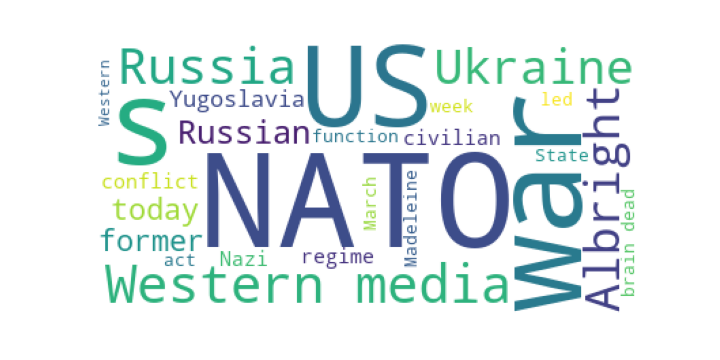 Western
Russia
US
Ukraine
s
Yugoslavia
week
led
War
Albright
Russian
function
civilian
NATO
State
conflict
March
Madeleine
today
brain dead
former
act
Nazi
regime
Western media